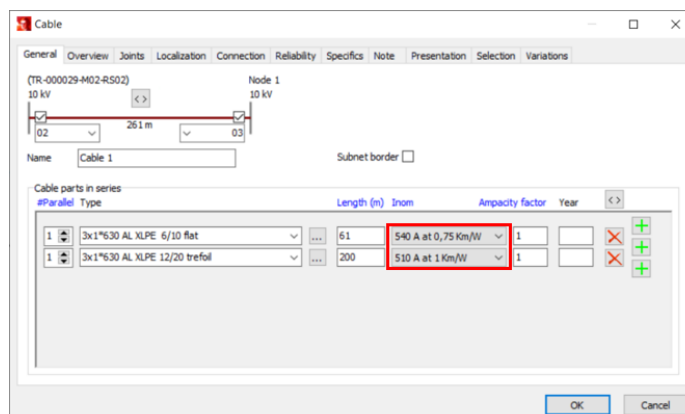 Cable
General Overview Joints Localization Connection Reliability Specifics Note Presentation Selection Variations
(TR-000029-M02-RS02) Node 1
10 kV < > 10 kV
02 261 m 03
Name Cable 1 Subnet border
Cable parts in series
#Parallel Type Length (m) Inom Ampacity factor Year < >
1 3x1*630 AL XLPE 6/10 flat ... 61 540 A at 0,75 Km/W 1
1 3x1*630 AL XLPE 12/20 trefoil ... 200 510 A at 1 Km/W 1
OK Cancel